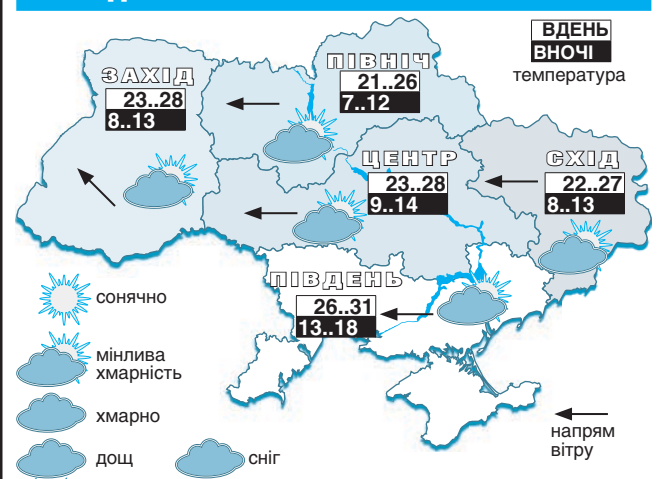 ВДЕНЬ
ВНОЧІ
температура
ПІВНІЧ
21..26
7..12
ЗАХІД
23..28
8..13
ЦЕНТР
23..28
9..14
СХІД
22..27
8..13
ПІВДЕНЬ
26..31
13..18
сонячно
мінлива
хмарність
хмарно
дощ
сніг
напрям
вітру